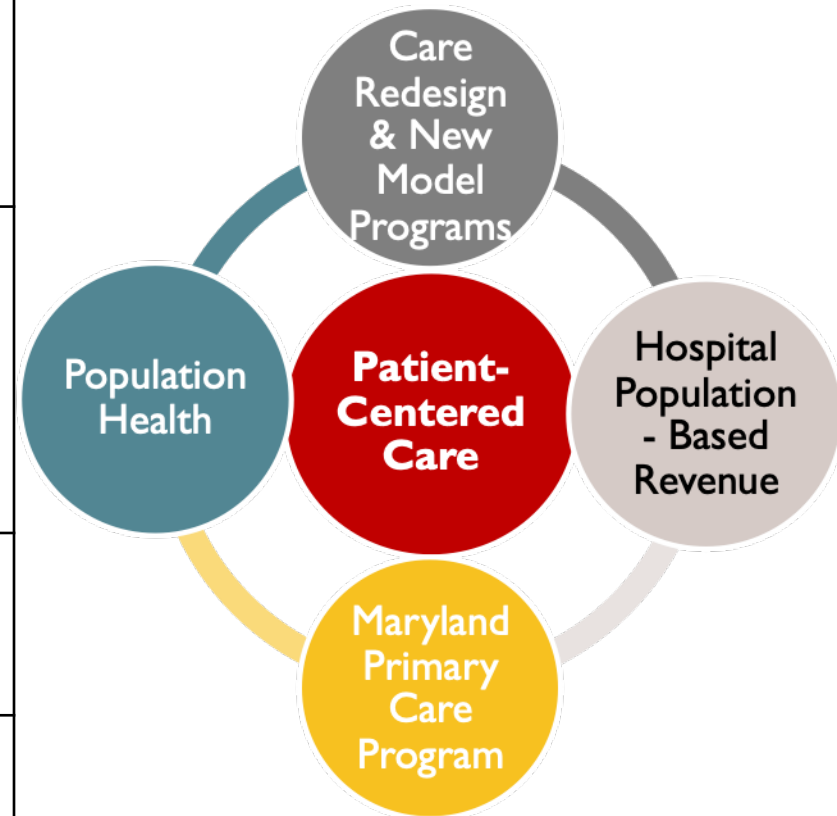 Care
Redesign
& New
Model
Programs
Population
Health
Patient-
Centered
Care
Hospital
Population
- Based
Revenue
Maryland
Primary
Care
Program